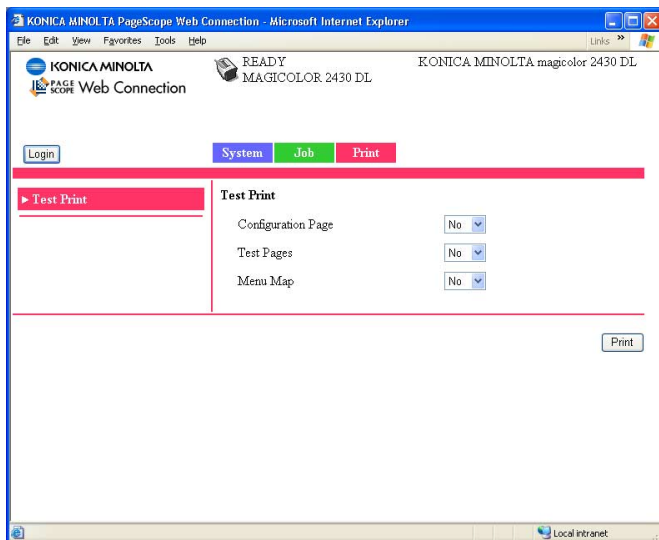 KONICA MINOLTA PageScope Web Connection - Microsoft Internet Explorer
File Edit View Favorites Tools Help
Links »
KONICA MINOLTA
PAGE SCOPE Web Connection
READY
MAGICOLOR 2430 DL
KONICA MINOLTA magicolor 2430 DL
Login
System Job Print
Test Print
Test Print
Configuration Page No
Test Pages No
Menu Map No
Print
Local intranet